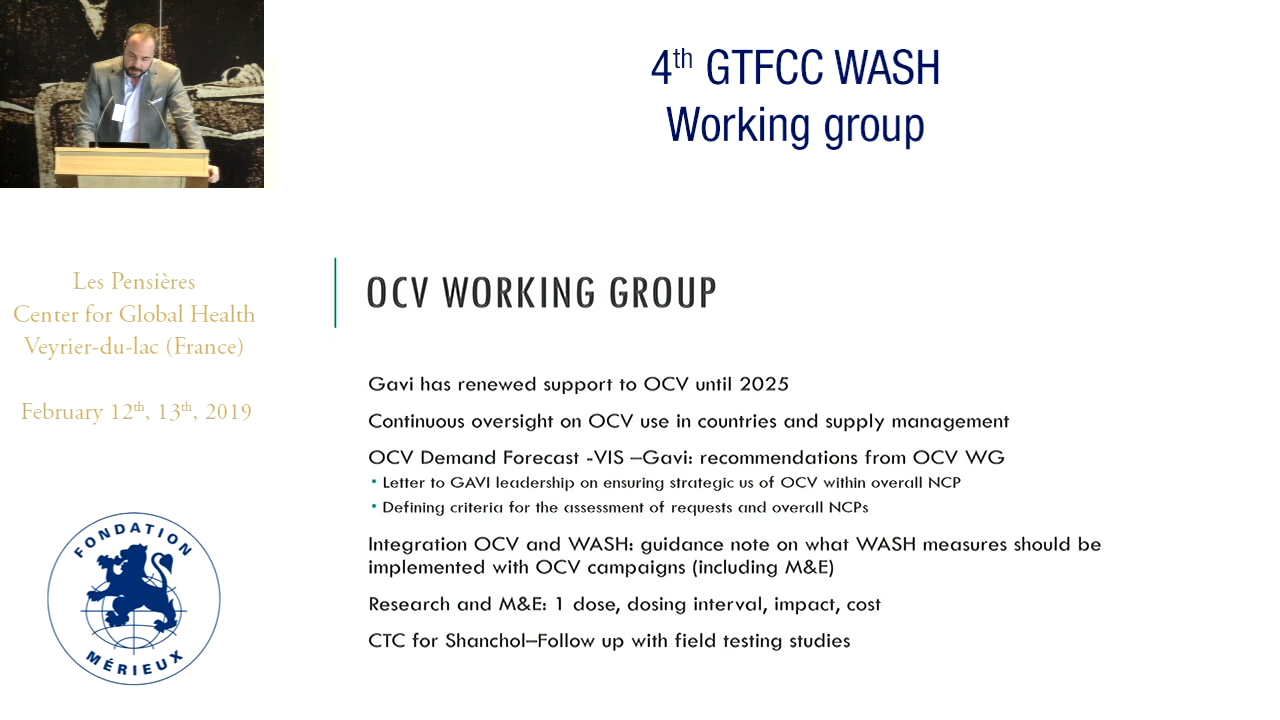 4th GTFCC WASH
Working group
Les Pensières
Center for Global Health
Veyrier-du-lac (France)
February 12th, 13th, 2019
OCV WORKING GROUP
Gavi has renewed support to OCV until 2025
Continuous oversight on OCV use in countries and supply management
OCV Demand Forecast -VIS –Gavi: recommendations from OCV WG
▪ Letter to GAVI leadership on ensuring strategic us of OCV within overall NCP
▪ Defining criteria for the assessment of requests and overall NCPs
Integration OCV and WASH: guidance note on what WASH measures should be
implemented with OCV campaigns (including M&E)
Research and M&E: 1 dose, dosing interval, impact, cost
CTC for Shanchol–Follow up with field testing studies
FONDATION
MÉRIEUX